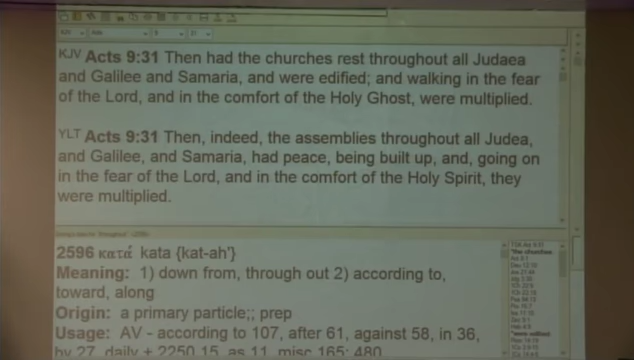 KJV Acts 9:31 Then had the churches rest throughout all Judaea
and Galilee and Samaria, and were edified; and walking in the fear
of the Lord, and in the comfort of the Holy Ghost, were multiplied.
YLT Acts 9:31 Then, indeed, the assemblies throughout all Judea,
and Galilee, and Samaria, had peace, being built up, and, going on
in the fear of the Lord, and in the comfort of the Holy Spirit, they
were multiplied.
2596 κατά kata {kat-ah'}
Meaning: 1) down from, through out 2) according to,
toward, along
Origin: a primary particle;; prep
Usage: AV - according to 107, after 61, against 58, in 36,
by 27, daily + 2250 15, as 11, misc 165; 480